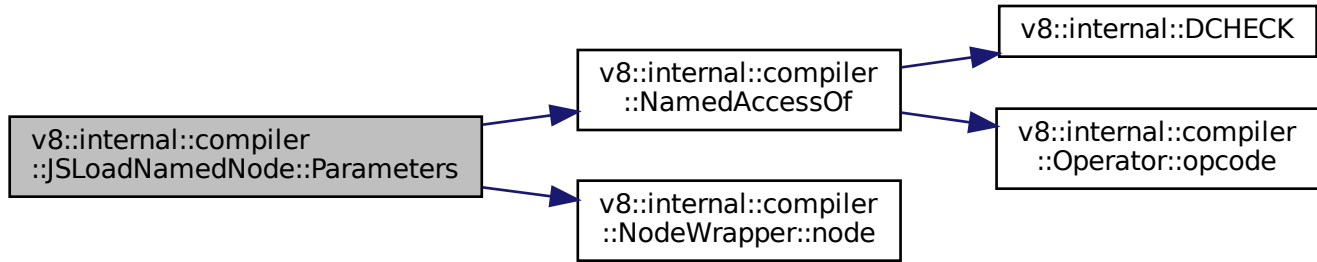 v8::internal::compiler
::JSLoadNamedNode::Parameters
v8::internal::compiler
::NamedAccessOf
v8::internal::DCHECK
v8::internal::compiler
::Operator::opcode
v8::internal::compiler
::NodeWrapper::node